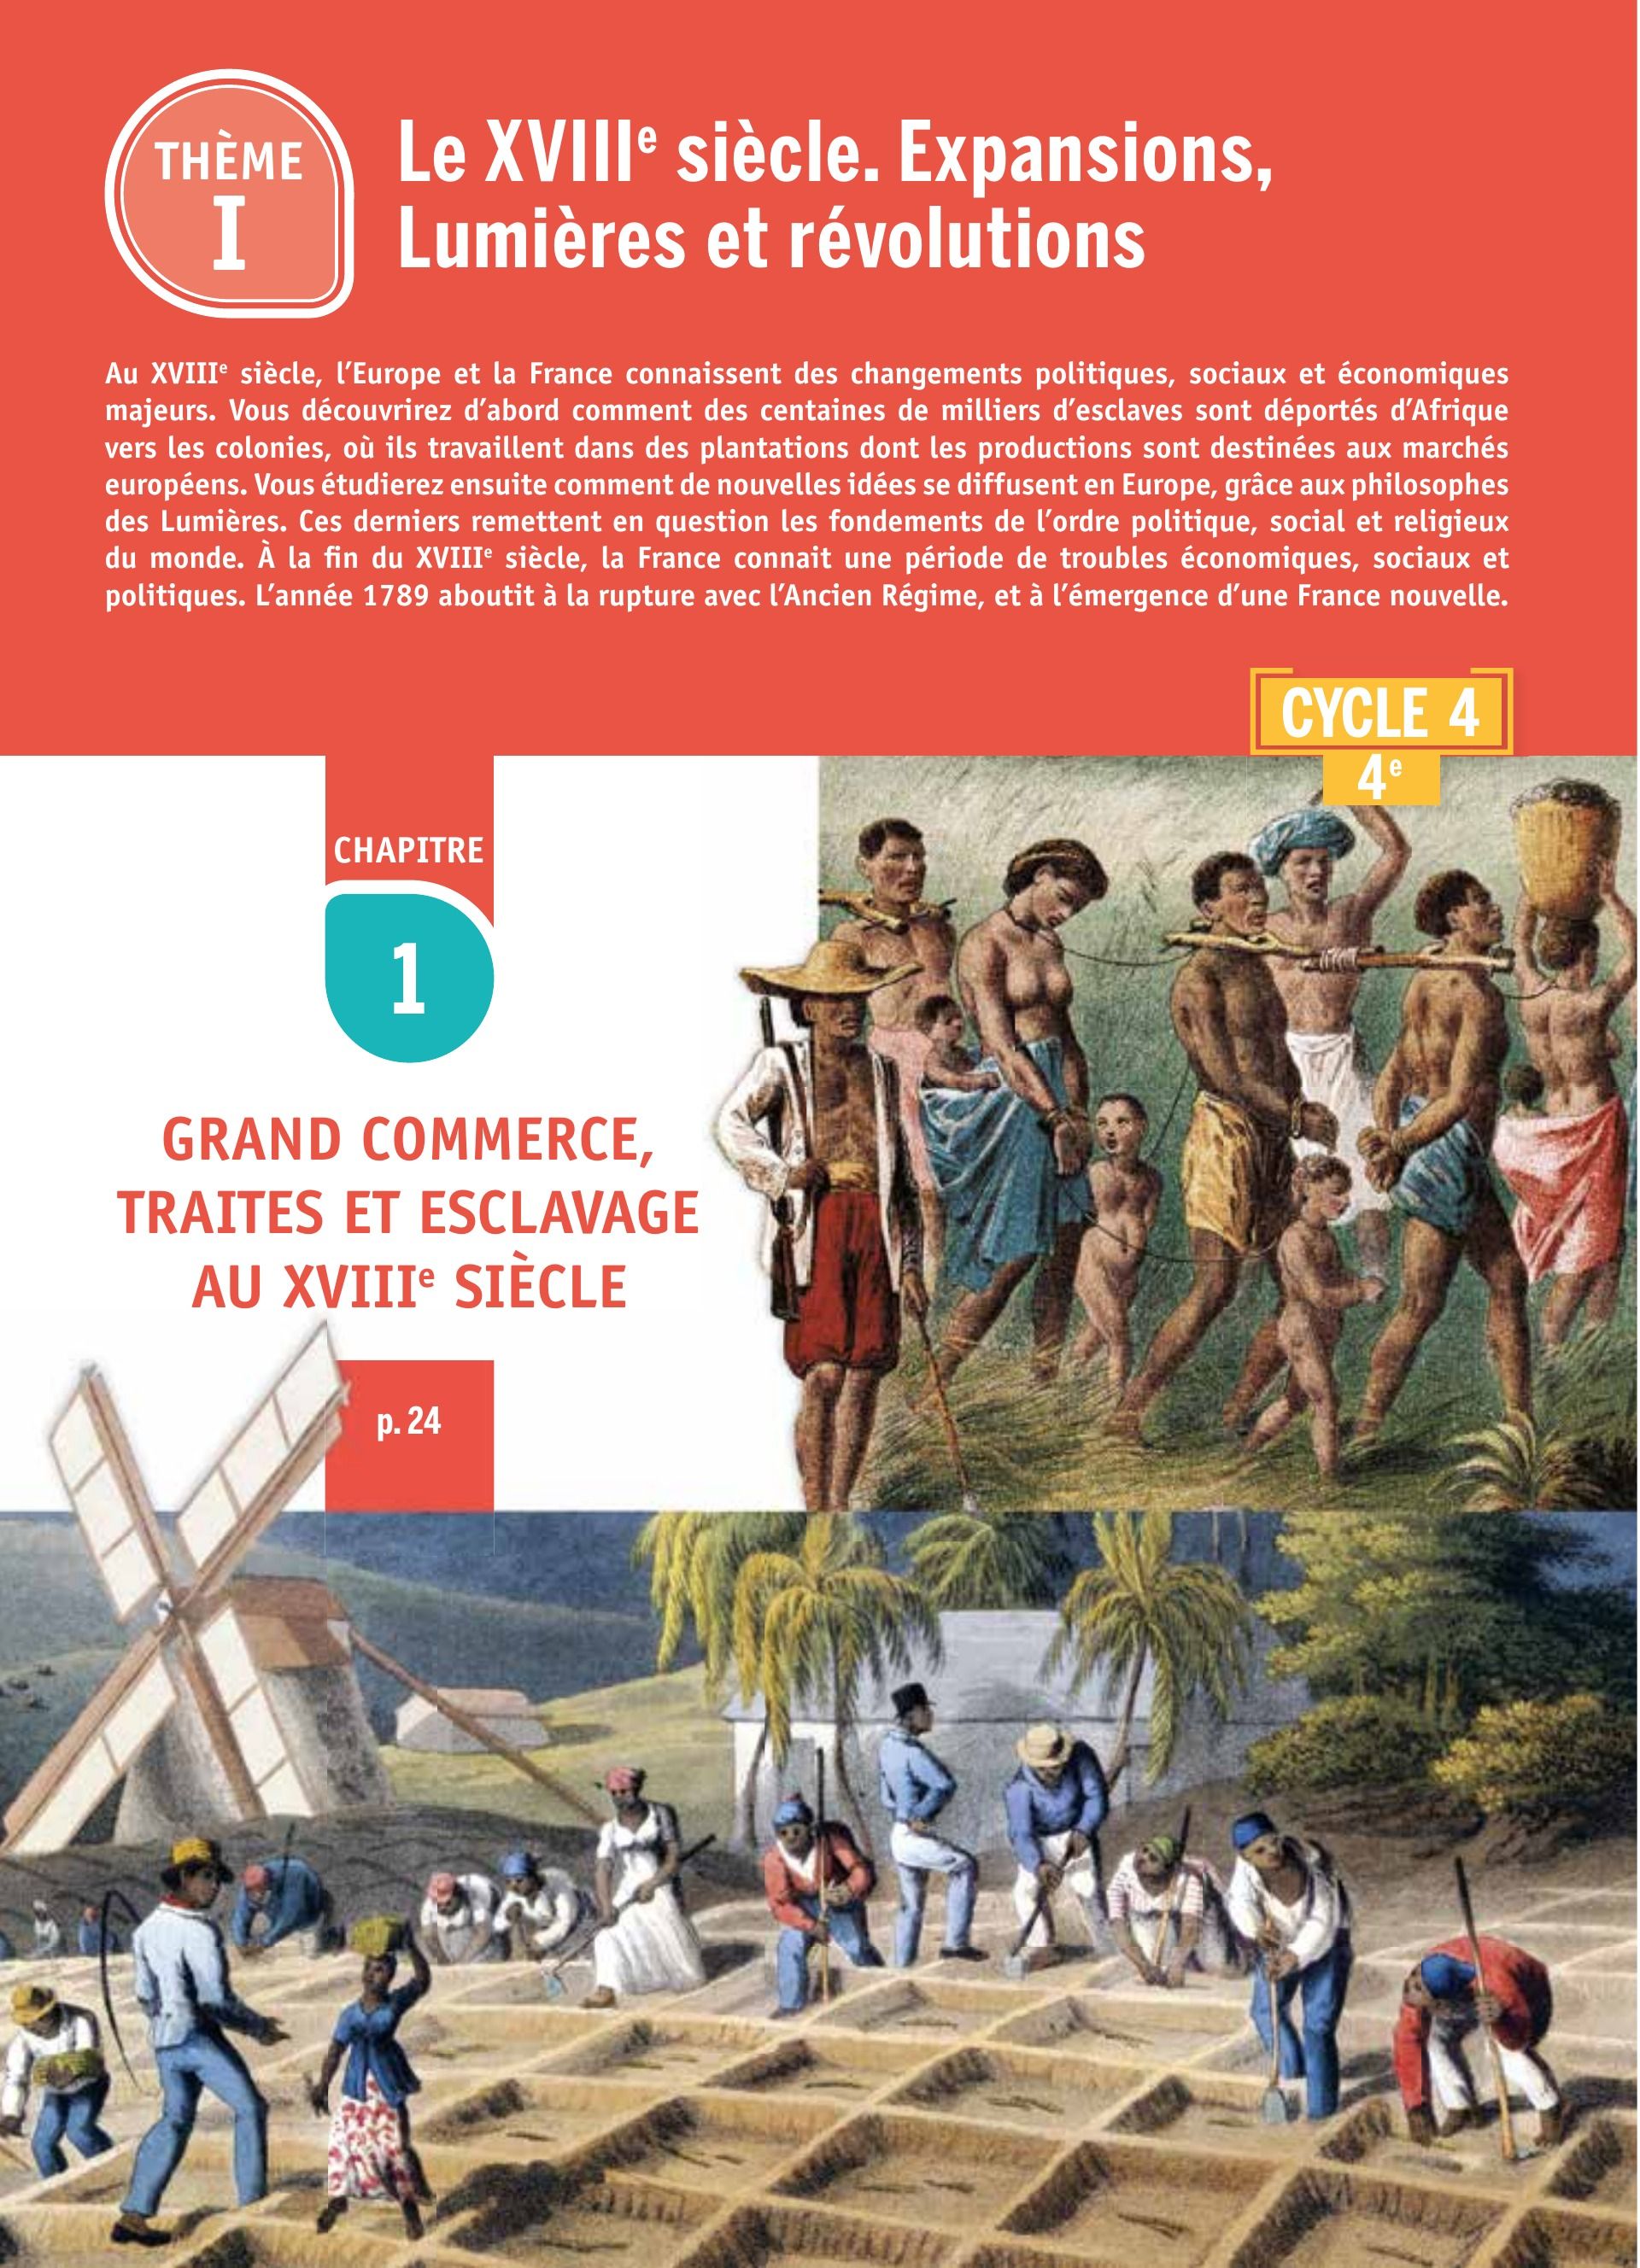 THÈME
I
Le XVIIIe siècle. Expansions,
Lumières et révolutions
Au XVIIIe siècle, l’Europe et la France connaissent des changements politiques, sociaux et économiques
majeurs. Vous découvrirez d’abord comment des centaines de milliers d’esclaves sont déportés d’Afrique
vers les colonies, où ils travaillent dans des plantations dont les productions sont destinées aux marchés
européens. Vous étudierez ensuite comment de nouvelles idées se diffusent en Europe, grâce aux philosophes
des Lumières. Ces derniers remettent en question les fondements de l’ordre politique, social et religieux
du monde. À la fin du XVIIIe siècle, la France connait une période de troubles économiques, sociaux et
politiques. L’année 1789 aboutit à la rupture avec l’Ancien Régime, et à l’émergence d’une France nouvelle.
CYCLE 4
4e
CHAPITRE
1
GRAND COMMERCE,
TRAITES ET ESCLAVAGE
AU XVIIIe SIÈCLE
p. 24